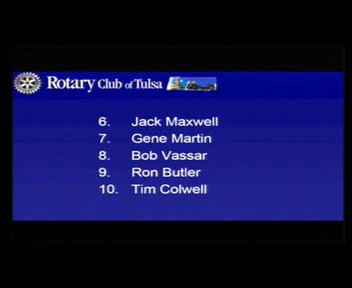 Rotary Club of Tulsa
6. Jack Maxwell
7. Gene Martin
8. Bob Vassar
9. Ron Butler
10. Tim Colwell